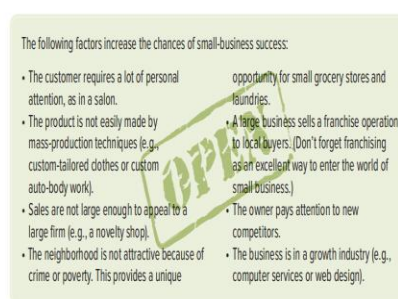 The following factors increase the chances of small-business success:
• The customer requires a lot of personal
attention, as in a salon.
• The product is not easily made by
mass-production techniques (e.g.,
custom-tailored clothes or custom
auto-body work).
• Sales are not large enough to appeal to a
large firm (e.g., a novelty shop).
• The neighborhood is not attractive because of
crime or poverty. This provides a unique
opportunity for small grocery stores and
laundries.
• A large business sells a franchise operation
to local buyers. (Don't forget franchising
as an excellent way to enter the world of
small business.)
• The owner pays attention to new
competitors.
• The business is in a growth industry (e.g.,
computer services or web design).
OPEN